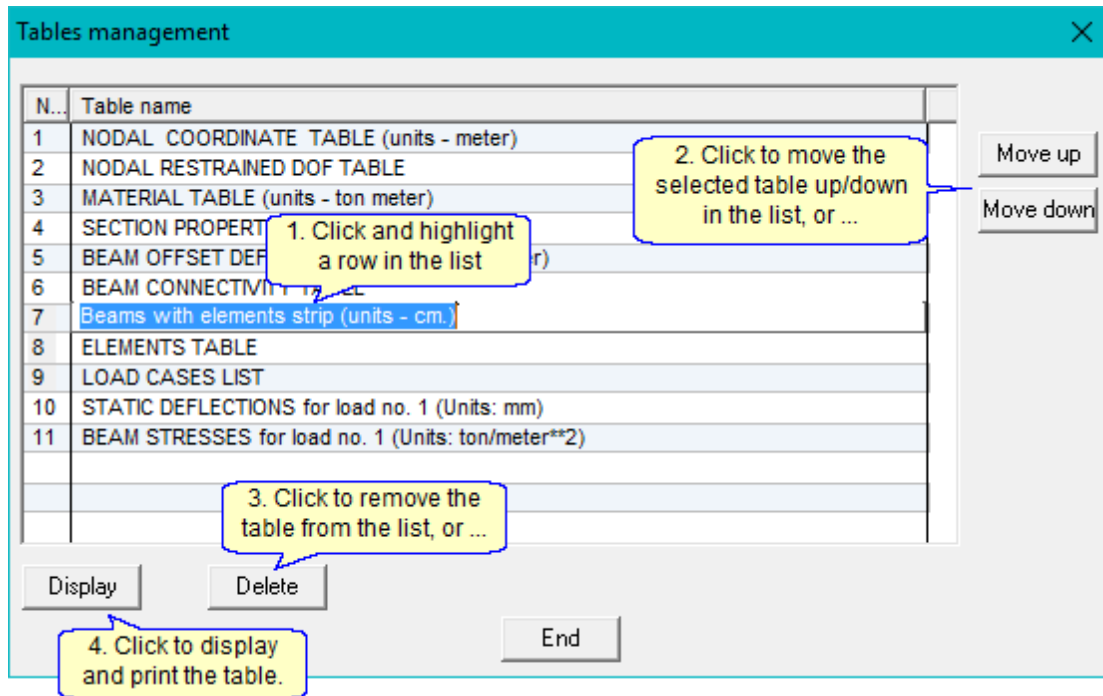 Tables management
N... Table name
1 NODAL COORDINATE TABLE (units - meter)
2 NODAL RESTRAINED DOF TABLE
3 MATERIAL TABLE (units - ton meter)
4 SECTION PROPERT
5 BEAM OFFSET DEF r)
6 BEAM CONNECTIVITY TABLE
7 Beams with elements strip (units - cm.)
8 ELEMENTS TABLE
9 LOAD CASES LIST
10 STATIC DEFLECTIONS for load no. 1 (Units: mm)
11 BEAM STRESSES for load no. 1 (Units: ton/meter**2)
1. Click and highlight
a row in the list
2. Click to move the
selected table up/down
in the list, or ...
Move up
Move down
3. Click to remove the
table from the list, or ...
Display
Delete
4. Click to display
and print the table.
End